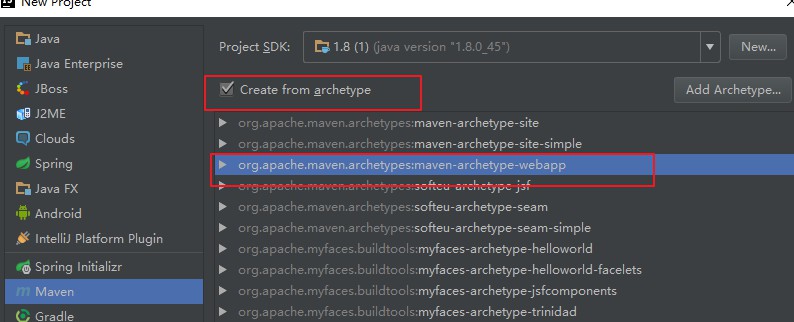 New Project
Java
Java Enterprise
JBoss
J2ME
Clouds
Spring
Java FX
Android
IntelliJ Platform Plugin
Spring Initializr
Maven
Gradle
Project SDK: 1.8 (1) (java version "1.8.0_45") New...
Create from archetype Add Archetype...
org.apache.maven.archetypes:maven-archetype-site
org.apache.maven.archetypes:maven-archetype-site-simple
org.apache.maven.archetypes:maven-archetype-webapp
org.apache.maven.archetypes:softeu-archetype-jsf
org.apache.maven.archetypes:softeu-archetype-seam
org.apache.maven.archetypes:softeu-archetype-seam-simple
org.apache.myfaces.buildtools:myfaces-archetype-helloworld
org.apache.myfaces.buildtools:myfaces-archetype-helloworld-facelets
org.apache.myfaces.buildtools:myfaces-archetype-jsfcomponents
org.apache.myfaces.buildtools:myfaces-archetype-trinidad